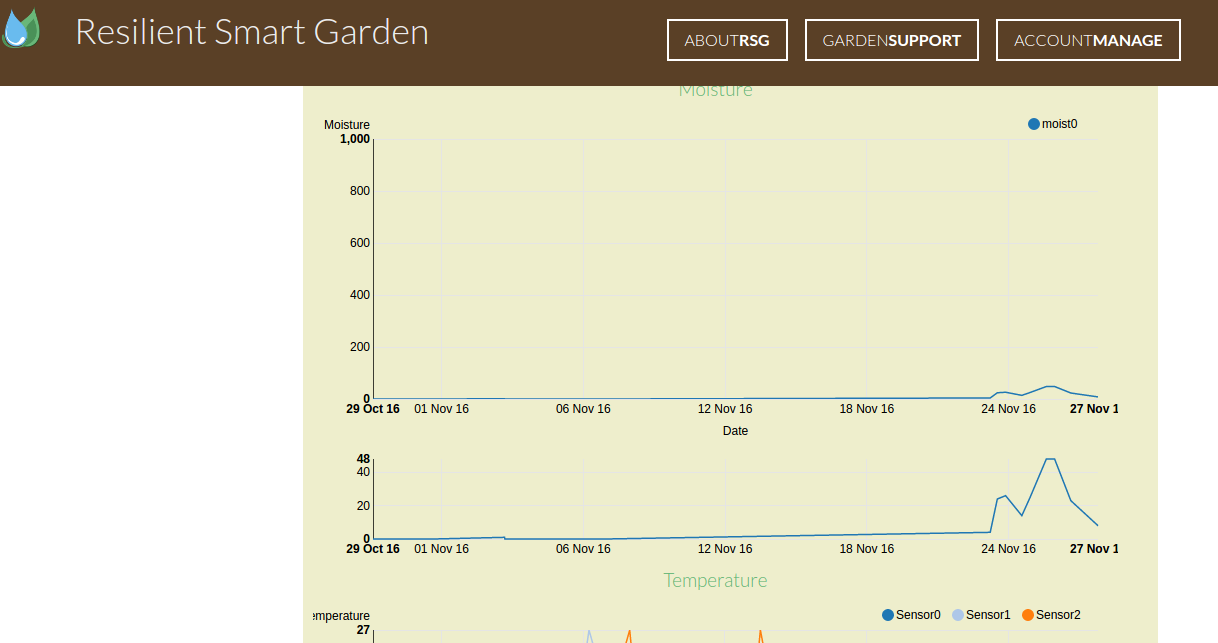 Resilient Smart Garden
ABOUTRSG GARDENSUPPORT ACCOUNTMANAGE
Moisture
Moisture
moist0
1,000
800
600
400
200
0
29 Oct 16 01 Nov 16 06 Nov 16 12 Nov 16 18 Nov 16 24 Nov 16 27 Nov 1
Date
48
40
20
0
29 Oct 16 01 Nov 16 06 Nov 16 12 Nov 16 18 Nov 16 24 Nov 16 27 Nov 1
Temperature
emperature
Sensor0 Sensor1 Sensor2
27